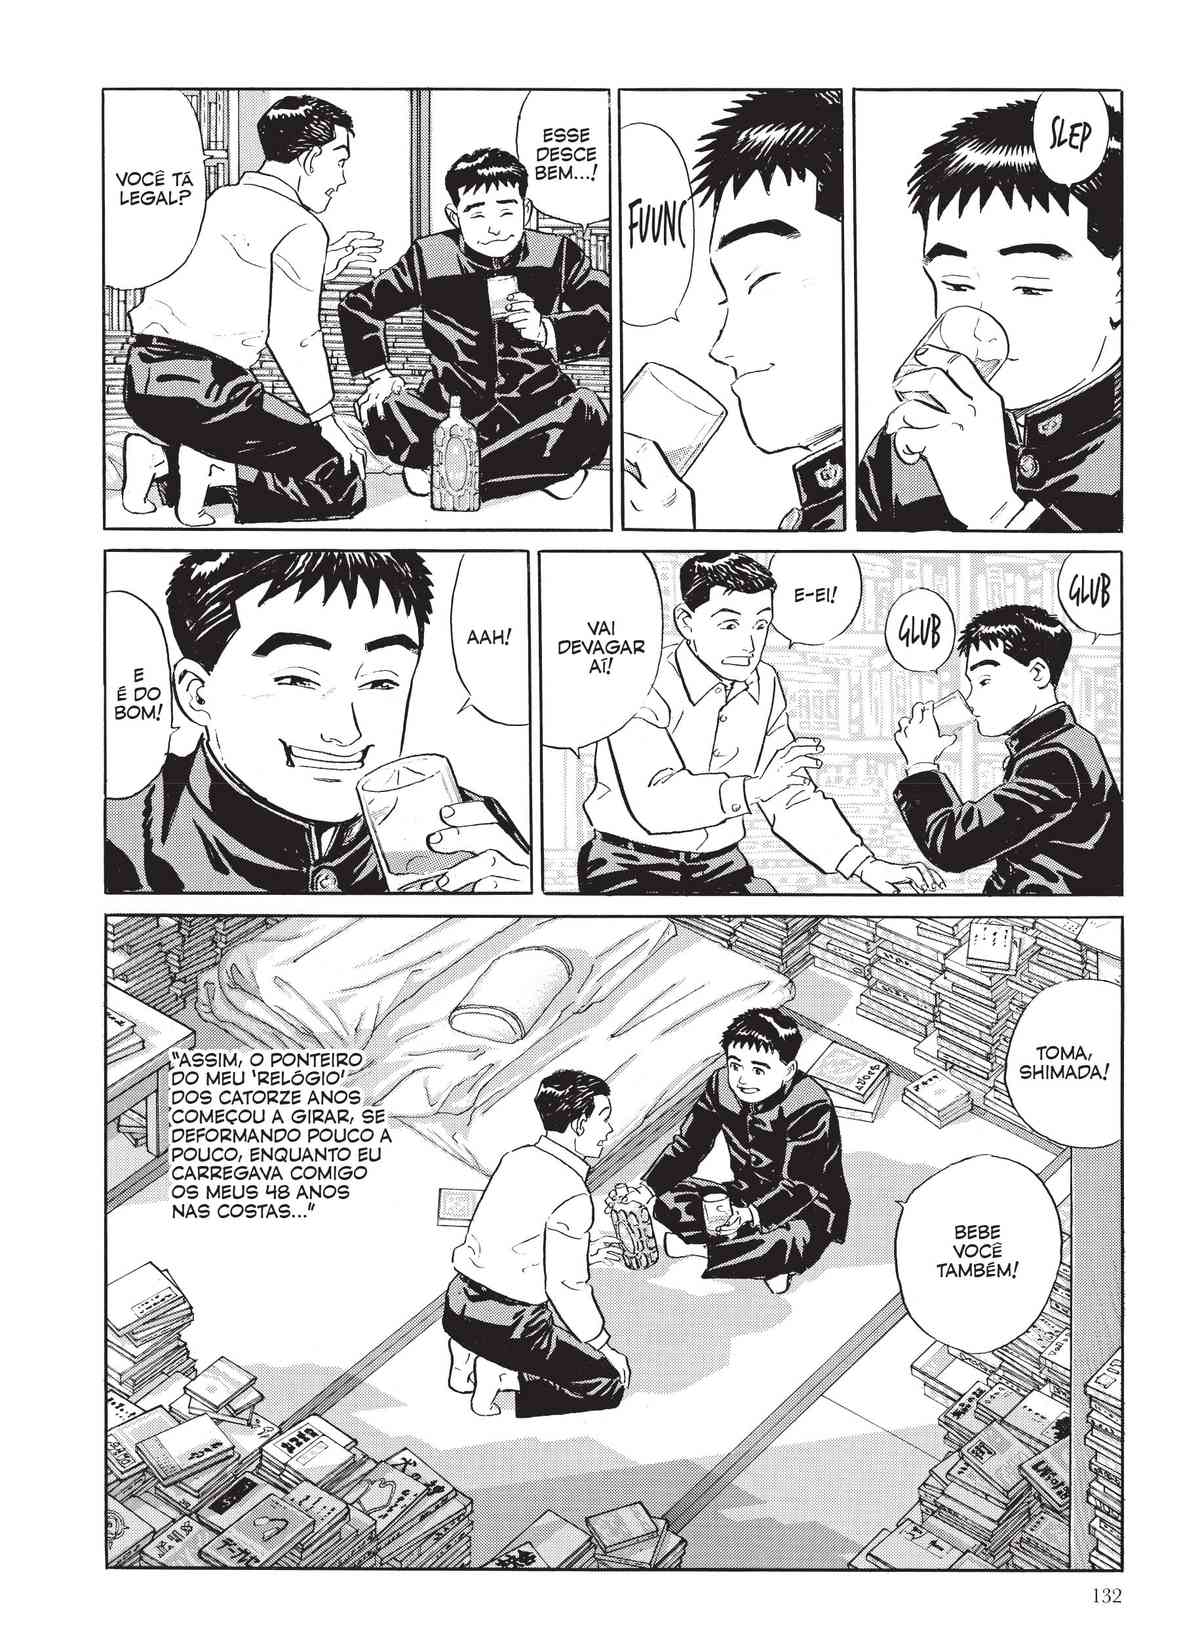 SLEP
FUUNC
ESSE
DESCE
BEM...!
VOCÊ TÁ
LEGAL?
GLUB
GLUB
E-EI!
VAI
DEVAGAR
AÍ!
AAH!
E
É DO
BOM!
TOMA,
SHIMADA!
BEBE
VOCÊ
TAMBÉM!
"ASSIM, O PONTEIRO
DO MEU 'RELÓGIO'
DOS CATORZE ANOS
COMEÇOU A GIRAR, SE
DEFORMANDO POUCO A
POUCO, ENQUANTO EU
CARREGAVA COMIGO
OS MEUS 48 ANOS
NAS COSTAS..."
132